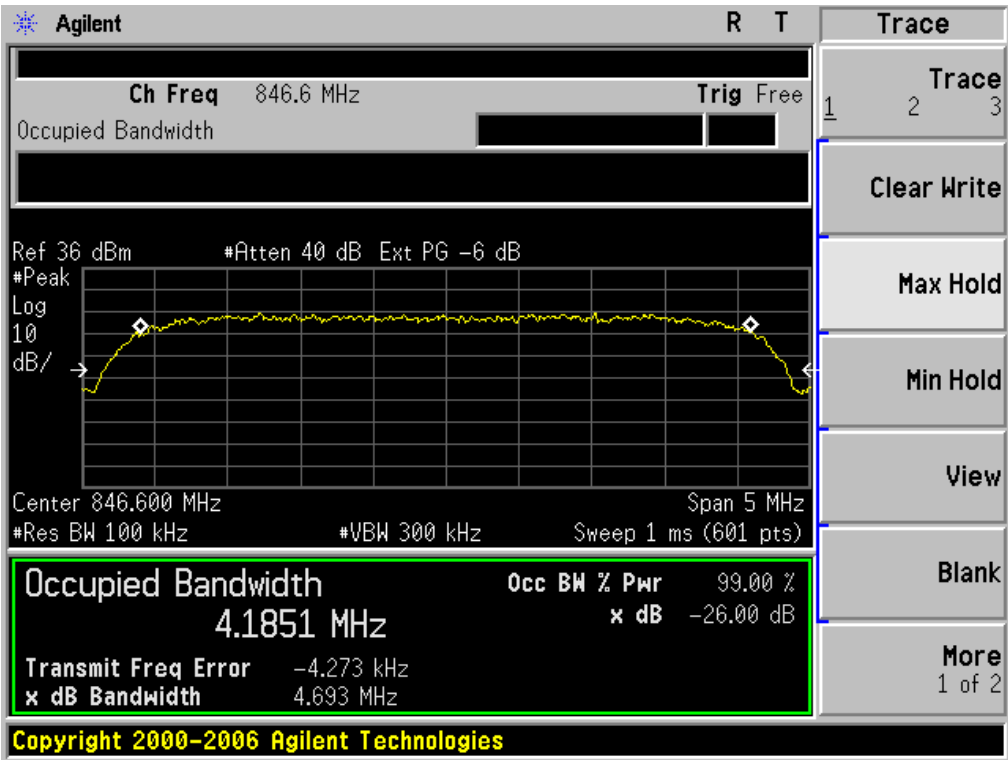 Agilent R T
Ch Freq 846.6 MHz Trig Free
Occupied Bandwidth
Ref 36 dBm #Atten 40 dB Ext PG -6 dB
#Peak
Log
10
dB/
Center 846.600 MHz Span 5 MHz
#Res BW 100 kHz #VBW 300 kHz Sweep 1 ms (601 pts)
Occupied Bandwidth Occ BW % Pwr 99.00 %
4.1851 MHz x dB -26.00 dB
Transmit Freq Error -4.273 kHz
x dB Bandwidth 4.693 MHz
Copyright 2000-2006 Agilent Technologies
Trace
Trace
1 2 3
Clear Write
Max Hold
Min Hold
View
Blank
More
1 of 2